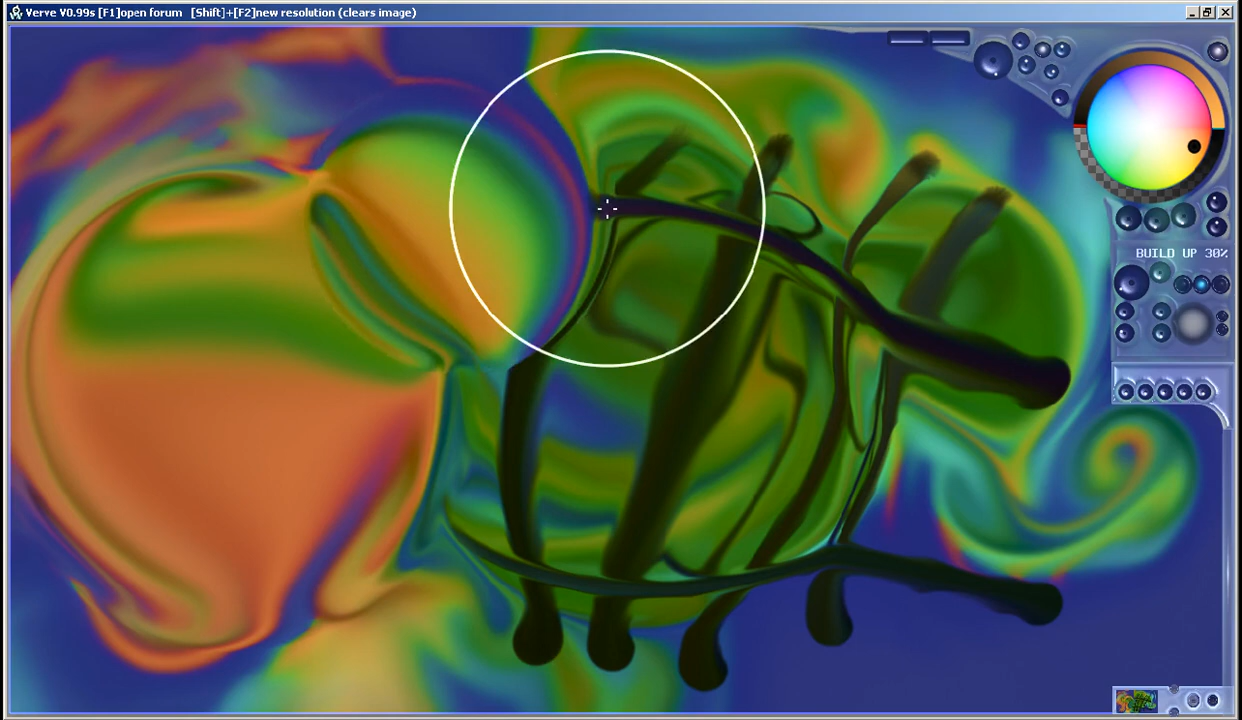 Verve V0.99s [F1]open forum [Shift]+[F2]new resolution (clears image)
BUILD UP 30%